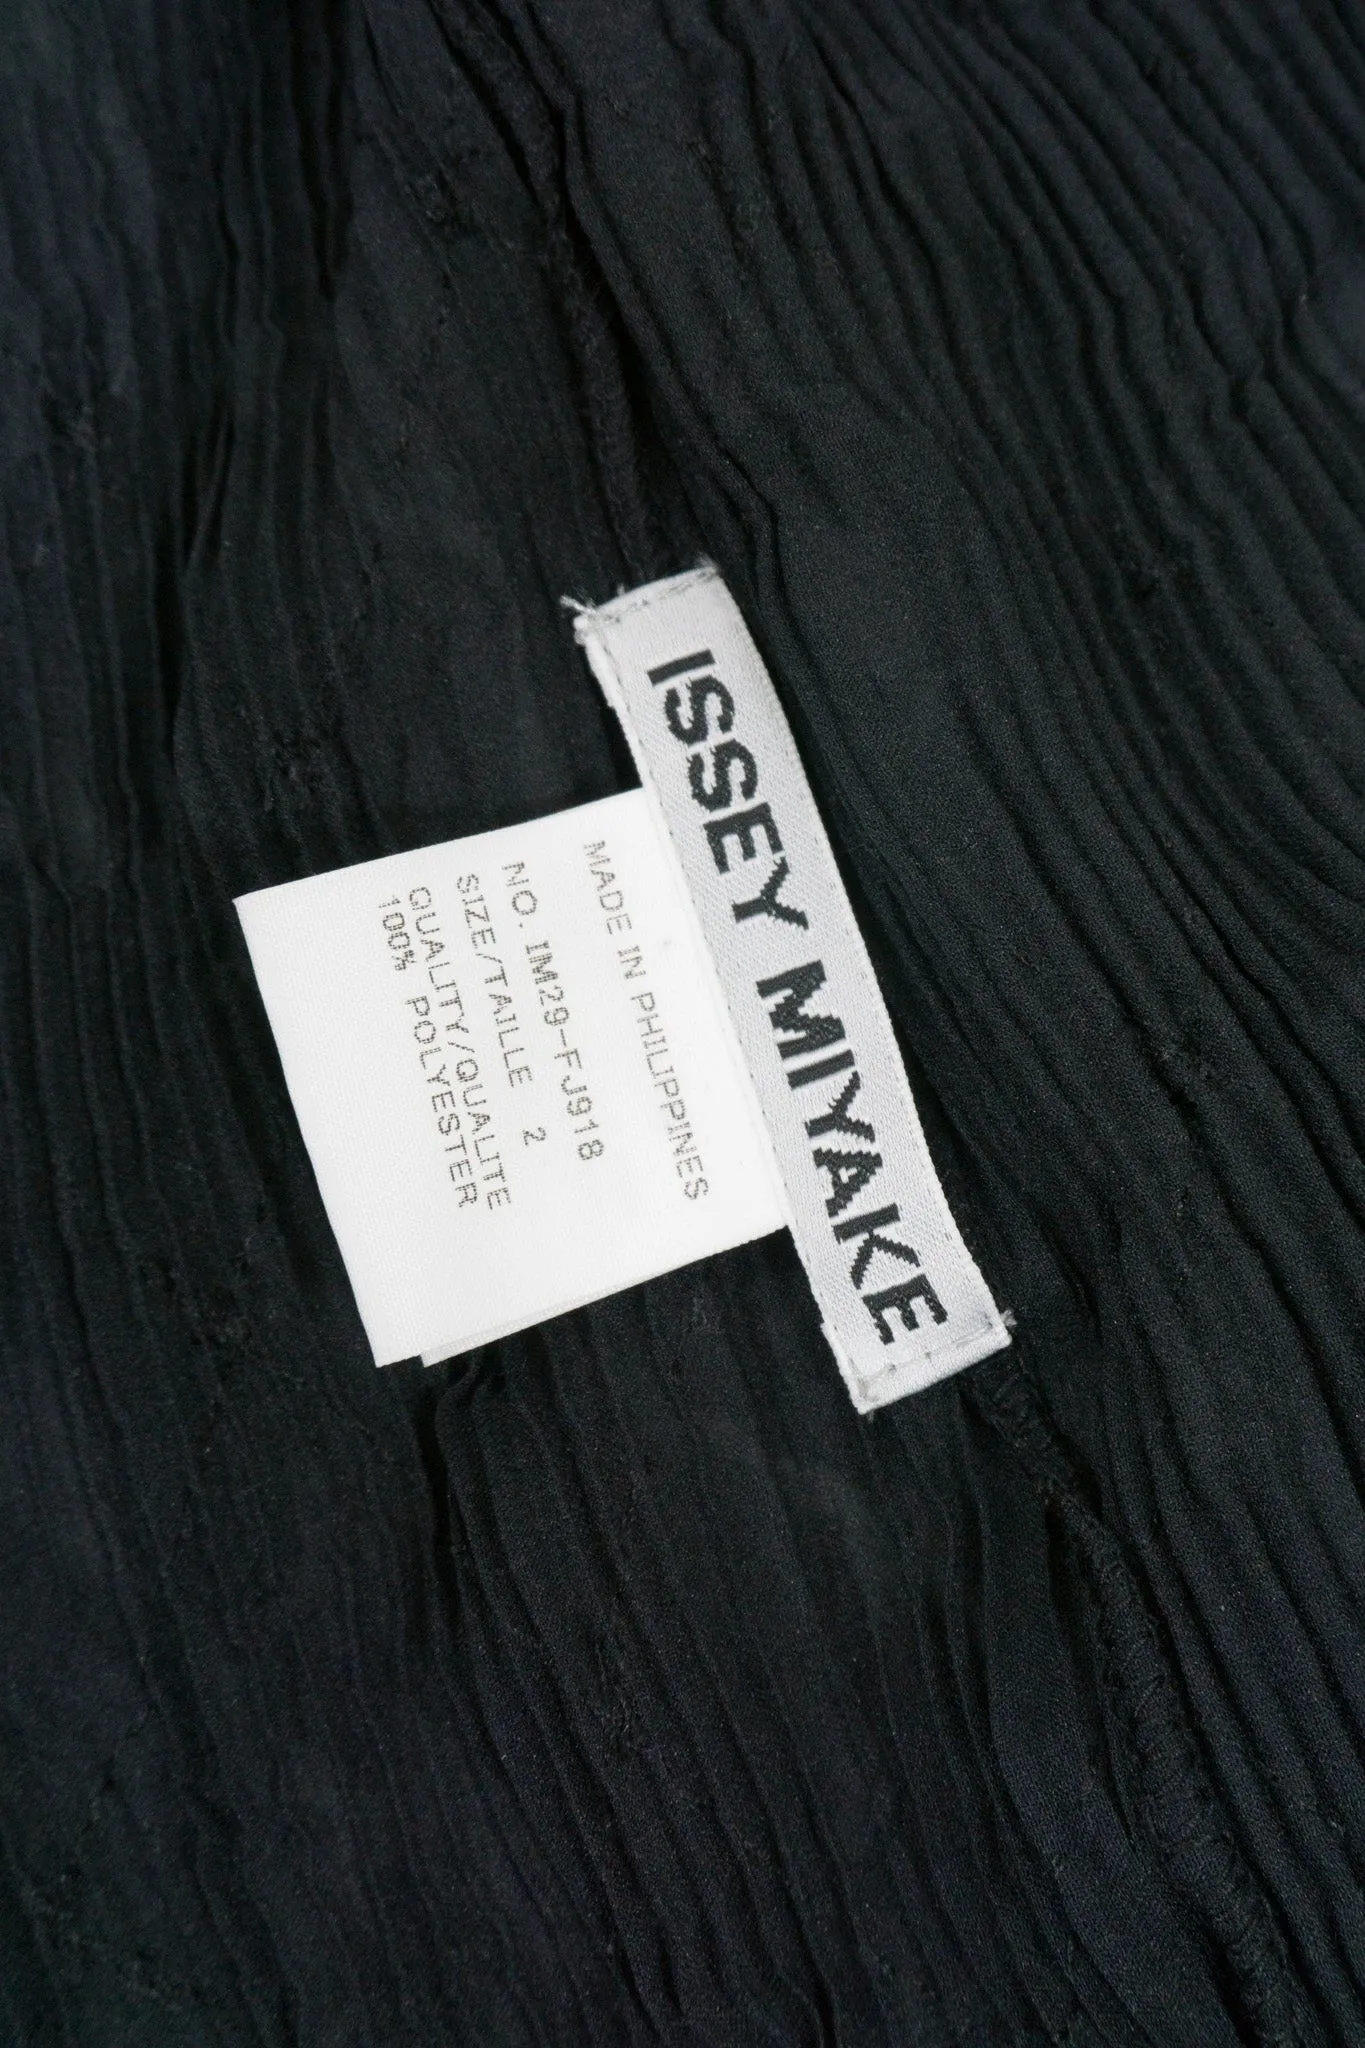 ISSEY MIYAKE
MADE IN PHILIPPINES
NO. IM29-FJ918
SIZE/TAILLE 2
QUALITY/QUALITE
100% POLYESTER